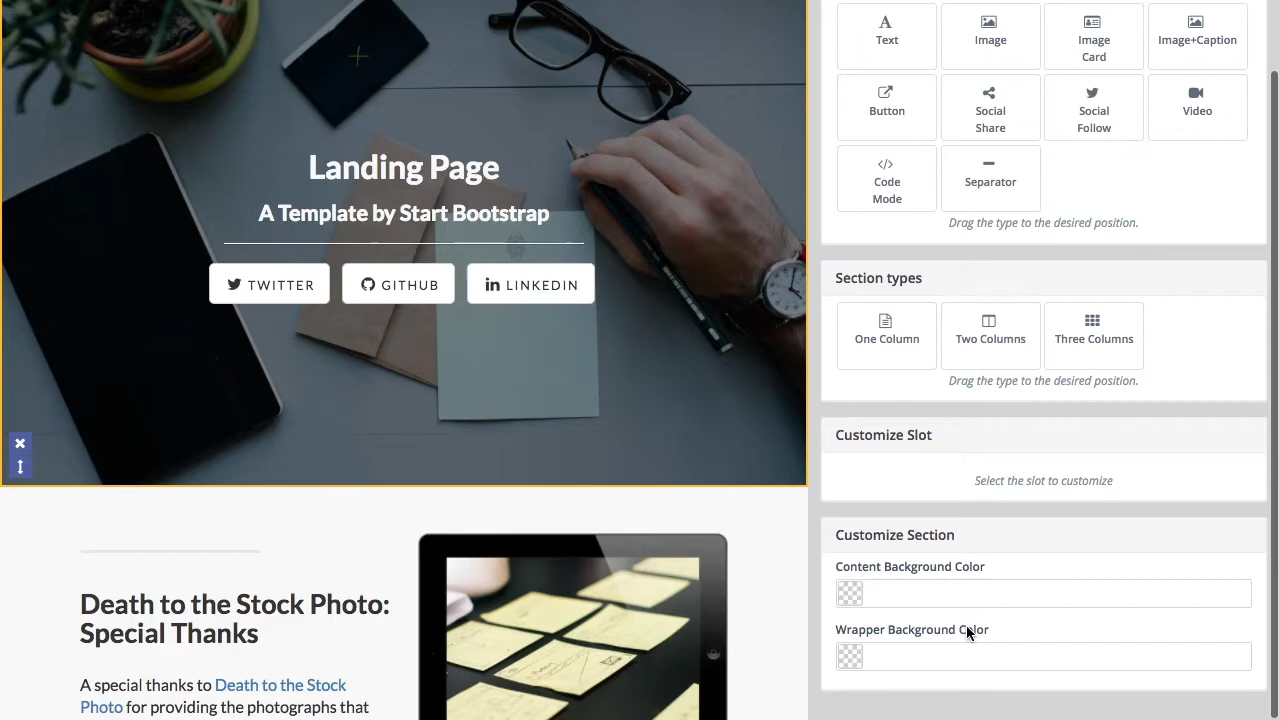 Landing Page
A Template by Start Bootstrap
TWITTER
GITHUB
LINKEDIN
Death to the Stock Photo:
Special Thanks
A special thanks to Death to the Stock
Photo for providing the photographs that
Text
Image
Image
Card
Image+Caption
Button
Social
Share
Social
Follow
Video
Code
Mode
Separator
Drag the type to the desired position.
Section types
One Column
Two Columns
Three Columns
Drag the type to the desired position.
Customize Slot
Select the slot to customize
Customize Section
Content Background Color
Wrapper Background Color